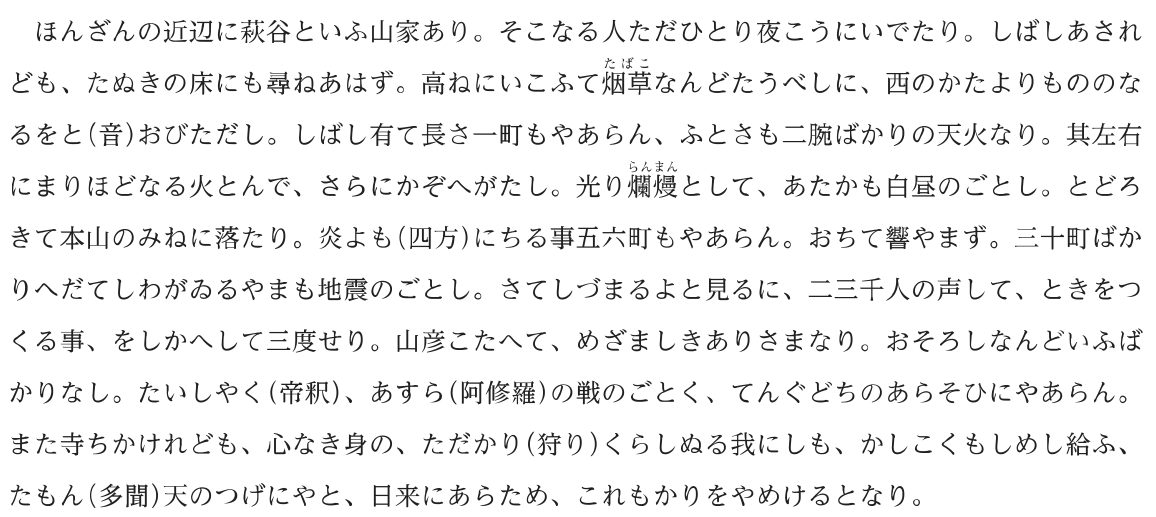 ほんざんの近辺に萩谷といふ山家あり。そこなる人ただひとり夜こうにいでたり。しばしあされ
ども、たぬきの床にも尋ねあはず。高ねにいこふて烟草なんどたうべしに、西のかたよりもののな
るをと(音)おびただし。しばし有て長さ一町もやあらん、ふとさも二腕ばかりの天火なり。其左右
にまりほどなる火とんで、さらにかぞへがたし。光り爛熳として、あたかも白昼のごとし。とどろ
きて本山のみねに落たり。炎よも(四方)にちる事五六町もやあらん。おちて響やまず。三十町ばか
りへだてしわがゐるやまも地震のごとし。さてしづまるよと見るに、二三千人の声して、ときをつ
くる事、をしかへして三度せり。山彦こたへて、めざましきありさまなり。おそろしなんどいふば
かりなし。たいしやく(帝釈)、あすら(阿修羅)の戦のごとく、てんぐどちのあらそひにやあらん。
また寺ちかけれども、心なき身の、ただかり(狩り)くらしぬる我にしも、かしこくもしめし給ふ、
たもん(多聞)天のつげにやと、日来にあらため、これもかりをやめけるとなり。